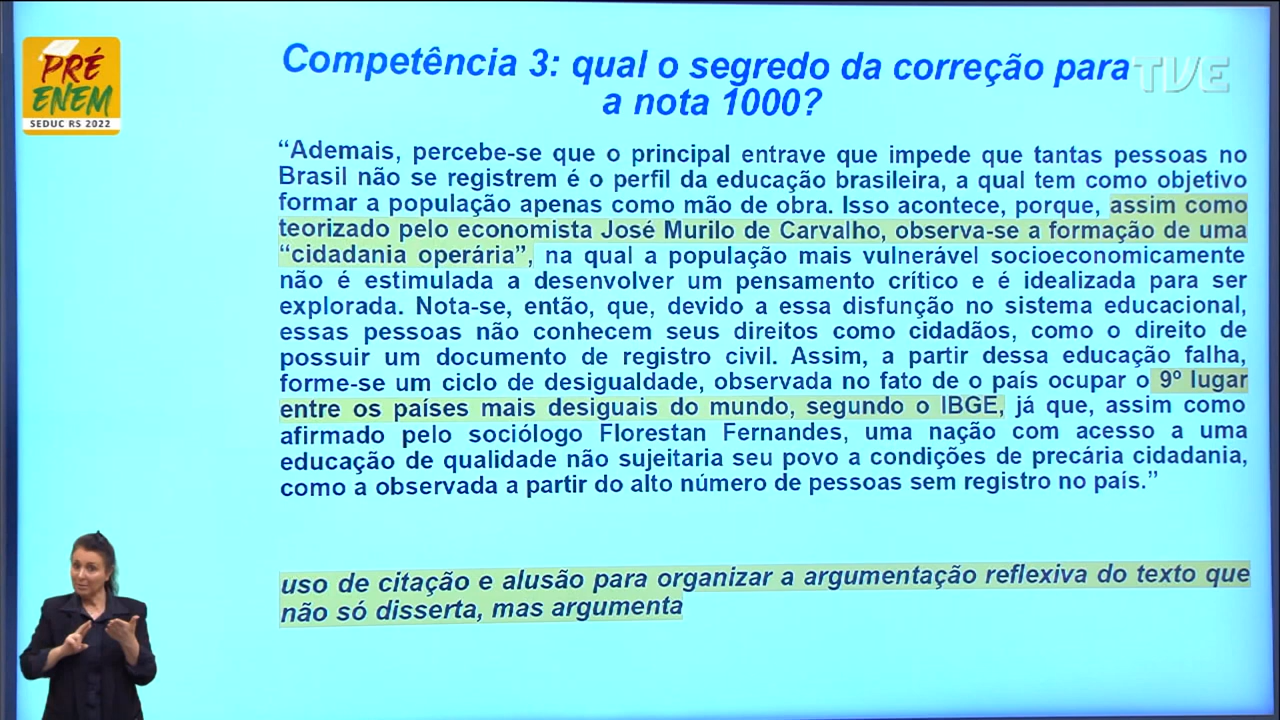 PRÉ
ENEM
SEDUC RS 2022
TVE
Competência 3: qual o segredo da correção para
a nota 1000?
“Ademais, percebe-se que o principal entrave que impede que tantas pessoas no
Brasil não se registrem é o perfil da educação brasileira, a qual tem como objetivo
formar a população apenas como mão de obra. Isso acontece, porque, assim como
teorizado pelo economista José Murilo de Carvalho, observa-se a formação de uma
“cidadania operária”, na qual a população mais vulnerável socioeconomicamente
não é estimulada a desenvolver um pensamento crítico e é idealizada para ser
explorada. Nota-se, então, que, devido a essa disfunção no sistema educacional,
essas pessoas não conhecem seus direitos como cidadãos, como o direito de
possuir um documento de registro civil. Assim, a partir dessa educação falha,
forme-se um ciclo de desigualdade, observada no fato de o país ocupar o 9º lugar
entre os países mais desiguais do mundo, segundo o IBGE, já que, assim como
afirmado pelo sociólogo Florestan Fernandes, uma nação com acesso a uma
educação de qualidade não sujeitaria seu povo a condições de precária cidadania,
como a observada a partir do alto número de pessoas sem registro no país.”
uso de citação e alusão para organizar a argumentação reflexiva do texto que
não só disserta, mas argumenta